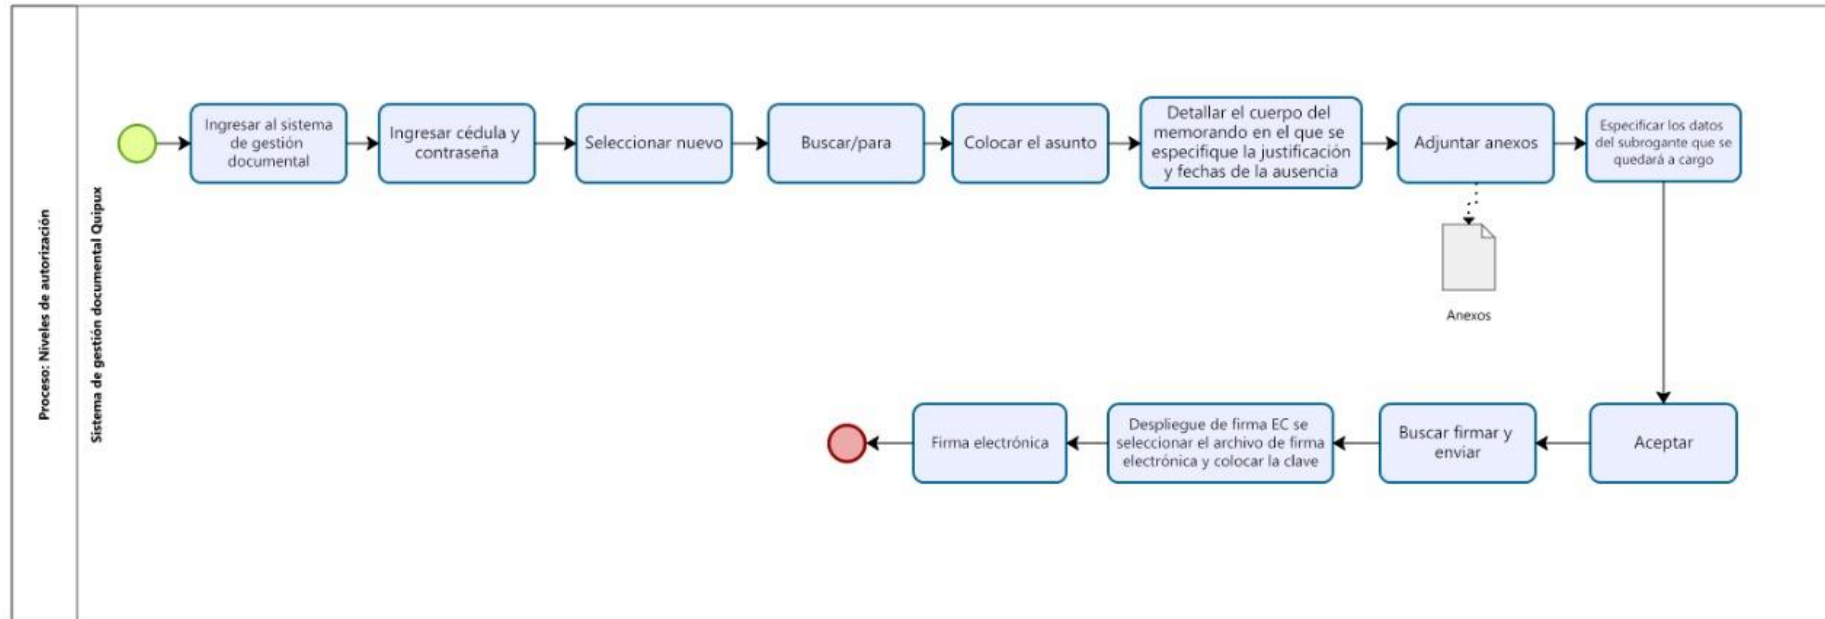 Proceso: Niveles de autorización
Sistema de gestión documental Quipux
Ingresar al sistema
de gestión
documental
Ingresar cédula y
contraseña
Seleccionar nuevo
Buscar/para
Colocar el asunto
Detallar el cuerpo del
memorando en el que se
especifique la justificación
y fechas de la ausencia
Adjuntar anexos
Especificar los datos
del subrogante que se
quedará a cargo
Anexos
Aceptar
Buscar firmar y
enviar
Despliegue de firma EC se
seleccionar el archivo de firma
electrónica y colocar la clave
Firma electrónica